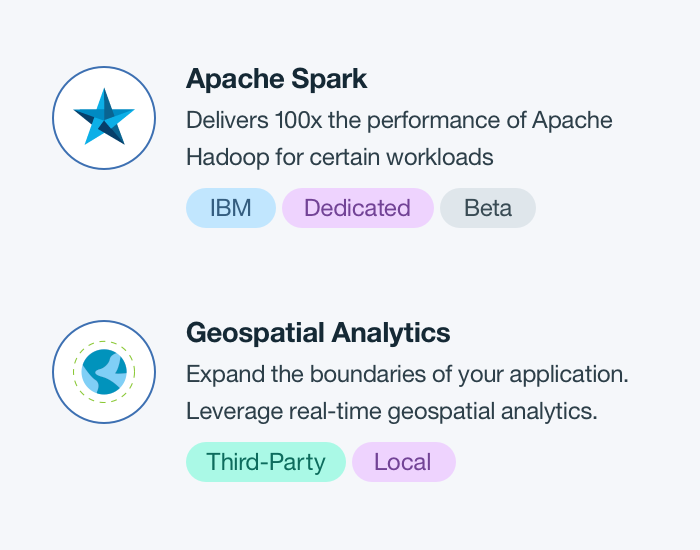 Apache Spark
Delivers 100x the performance of Apache
Hadoop for certain workloads
IBM Dedicated Beta
Geospatial Analytics
Expand the boundaries of your application.
Leverage real-time geospatial analytics.
Third-Party Local